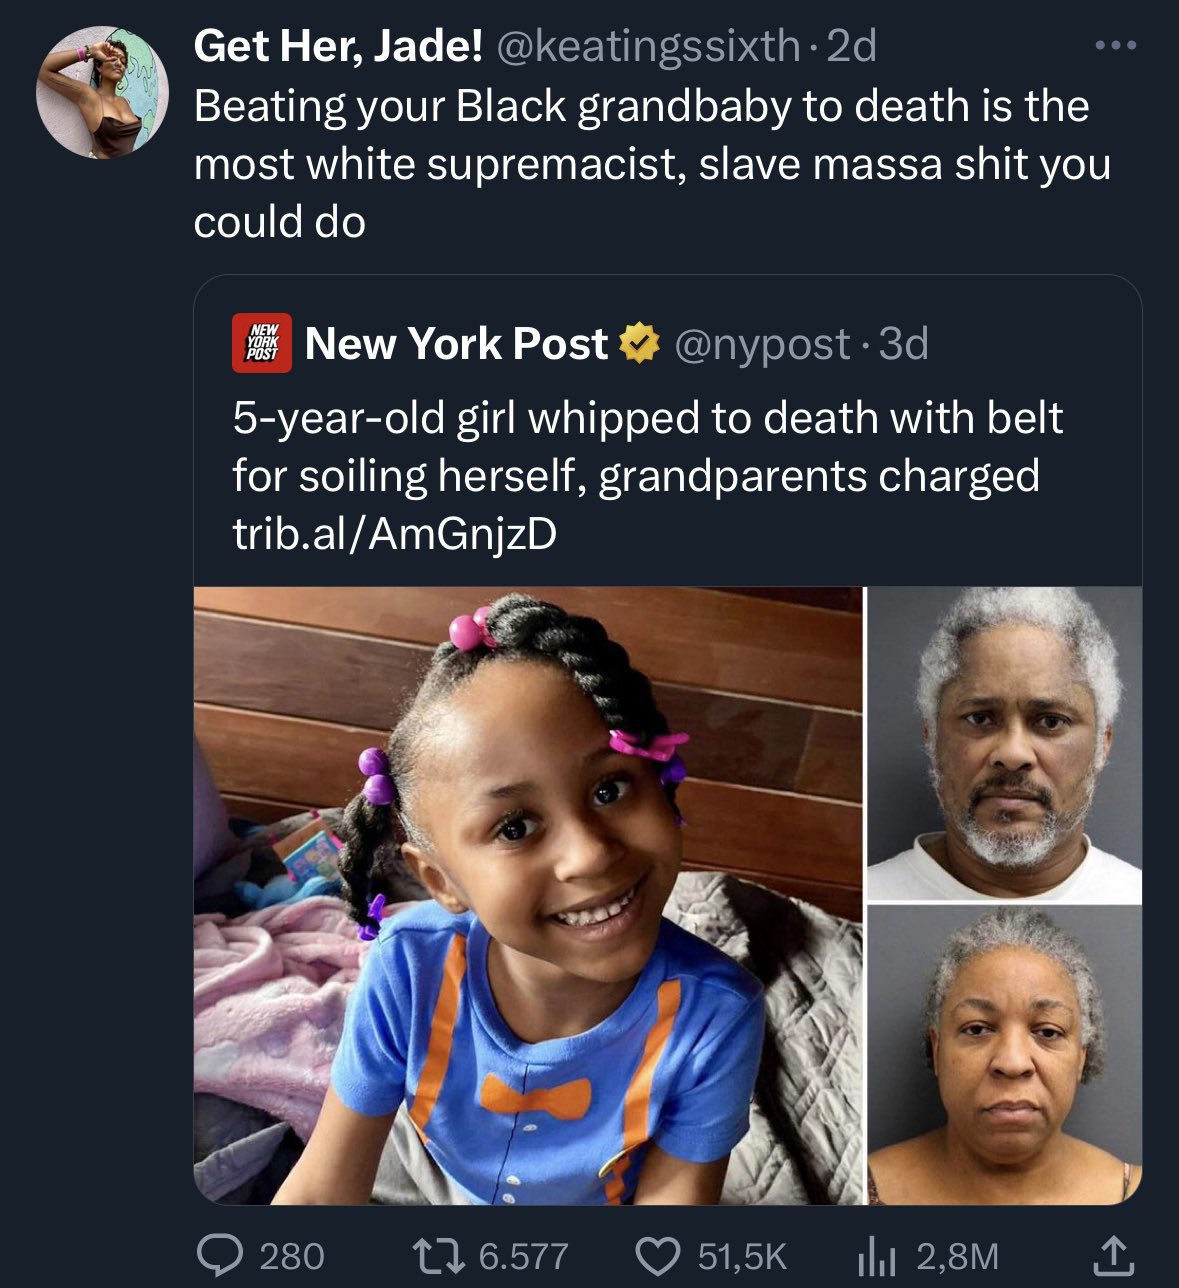 Get Her, Jade! @keatingssixth · 2d
Beating your Black grandbaby to death is the
most white supremacist, slave massa shit you
could do
NEW
YORK
POST
New York Post @nypost · 3d
5-year-old girl whipped to death with belt
for soiling herself, grandparents charged
trib.al/AmGnjzD
280 6.577 51,5K 2,8M